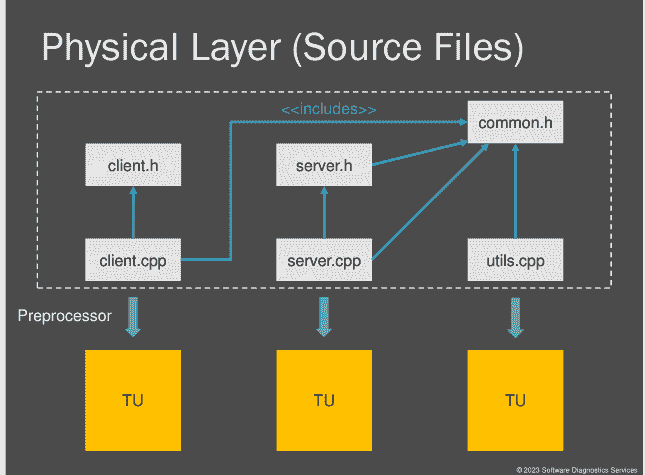 Physical Layer (Source Files)
<<includes>>
common.h
client.h
server.h
client.cpp
server.cpp
utils.cpp
Preprocessor
TU
TU
TU
© 2023 Software Diagnostics Services